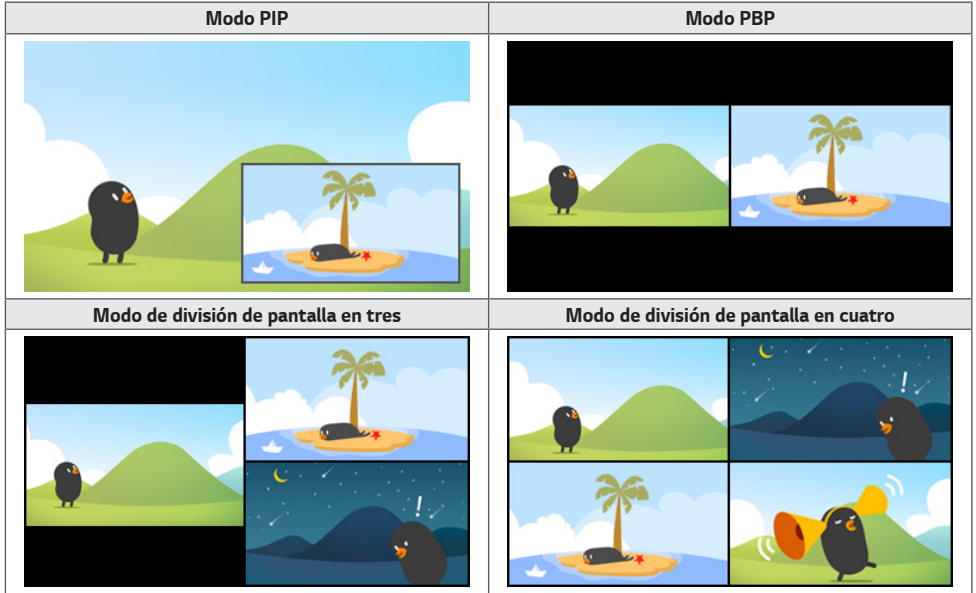 Modo PIP
Modo PBP
Modo de división de pantalla en tres
Modo de división de pantalla en cuatro